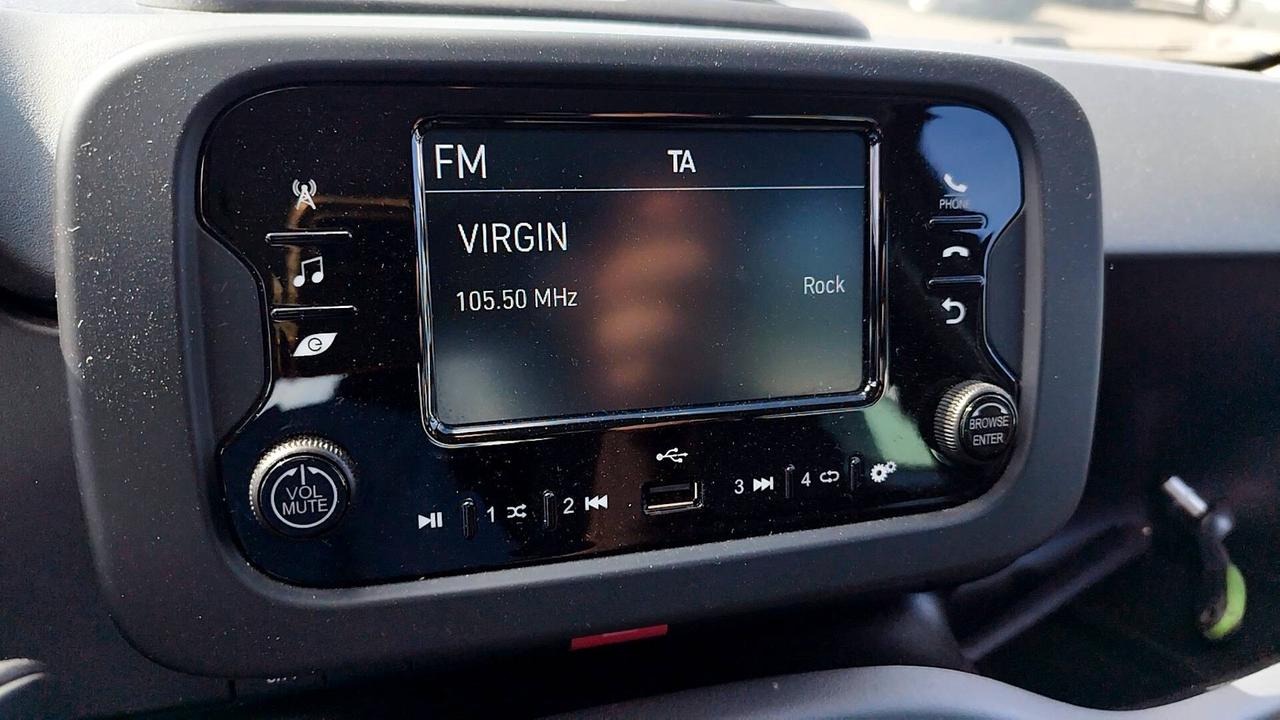 FM TA
VIRGIN
105.50 MHz
Rock
PHONE
VOL
MUTE
BROWSE
ENTER
1
2
3
4